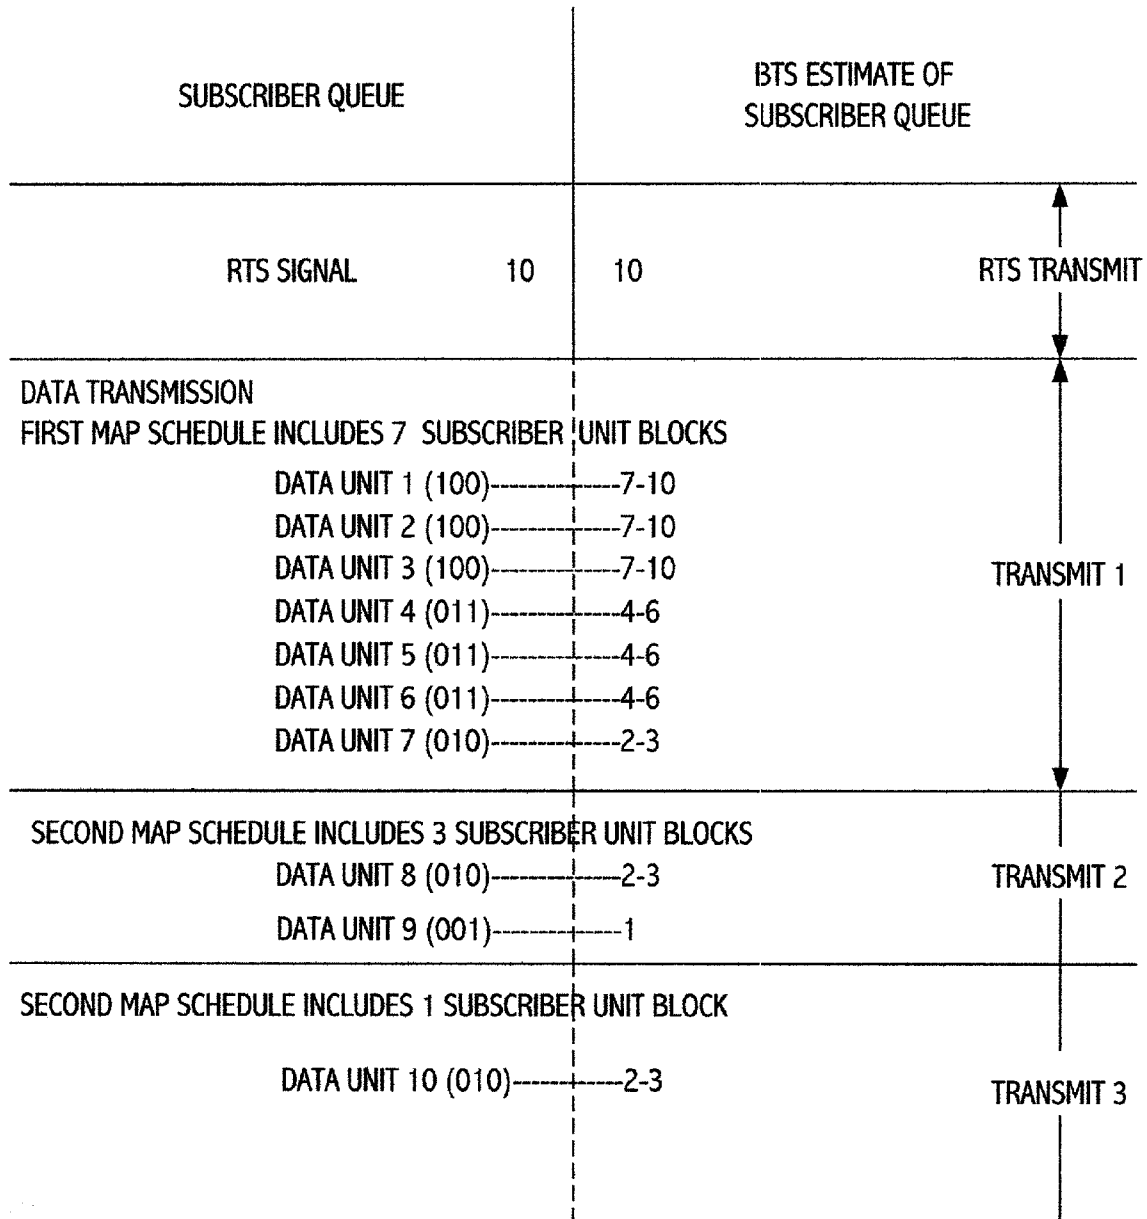 SUBSCRIBER QUEUE
BTS ESTIMATE OF
SUBSCRIBER QUEUE
RTS SIGNAL 10 10 RTS TRANSMIT
DATA TRANSMISSION
FIRST MAP SCHEDULE INCLUDES 7 SUBSCRIBER UNIT BLOCKS
DATA UNIT 1 (100) 7-10
DATA UNIT 2 (100) 7-10
DATA UNIT 3 (100) 7-10
TRANSMIT 1
DATA UNIT 4 (011) 4-6
DATA UNIT 5 (011) 4-6
DATA UNIT 6 (011) 4-6
DATA UNIT 7 (010) 2-3
SECOND MAP SCHEDULE INCLUDES 3 SUBSCRIBER UNIT BLOCKS
DATA UNIT 8 (010) 2-3 TRANSMIT 2
DATA UNIT 9 (001) 1
SECOND MAP SCHEDULE INCLUDES 1 SUBSCRIBER UNIT BLOCK
DATA UNIT 10 (010) 2-3
TRANSMIT 3